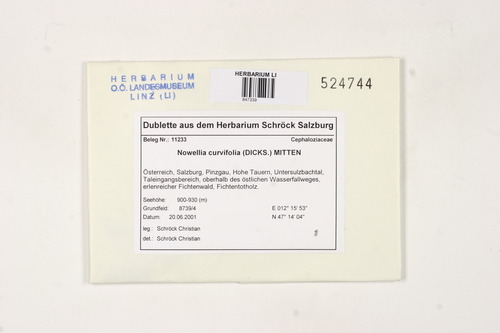 HERBARIUM
O.Ö. LANDESMUSEUM
LINZ (LI)
HERBARIUM LI
847239
524744
Dublette aus dem Herbarium Schröck Salzburg
Beleg Nr.: 11233 Cephaloziaceae
Nowellia curvifolia (DICKS.) MITTEN
Österreich, Salzburg, Pinzgau, Hohe Tauern, Untersulzbachtal,
Taleingangsbereich, oberhalb des östlichen Wasserfallweges,
erlenreicher Fichtenwald, Fichtentotholz.
Seehöhe: 900-930 (m)
Grundfeld: 8739/4 E 012° 15' 53"
Datum: 20.06.2001 N 47° 14' 04"
leg.: Schröck Christian
det.: Schröck Christian